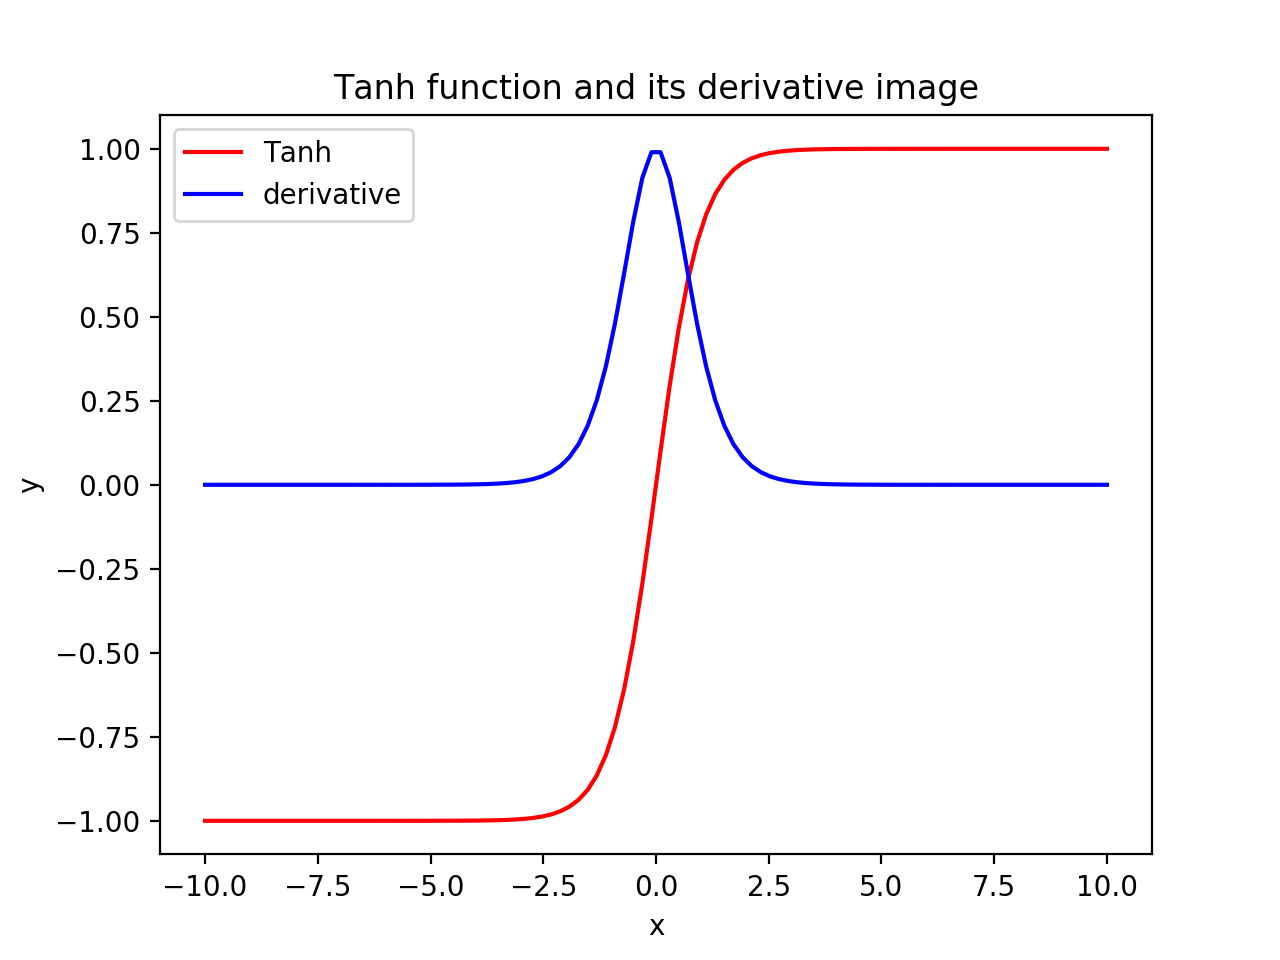 Tanh function and its derivative image
Tanh
derivative
1.00
0.75
0.50
0.25
0.00
−0.25
−0.50
−0.75
−1.00
y
−10.0 −7.5 −5.0 −2.5 0.0 2.5 5.0 7.5 10.0
x